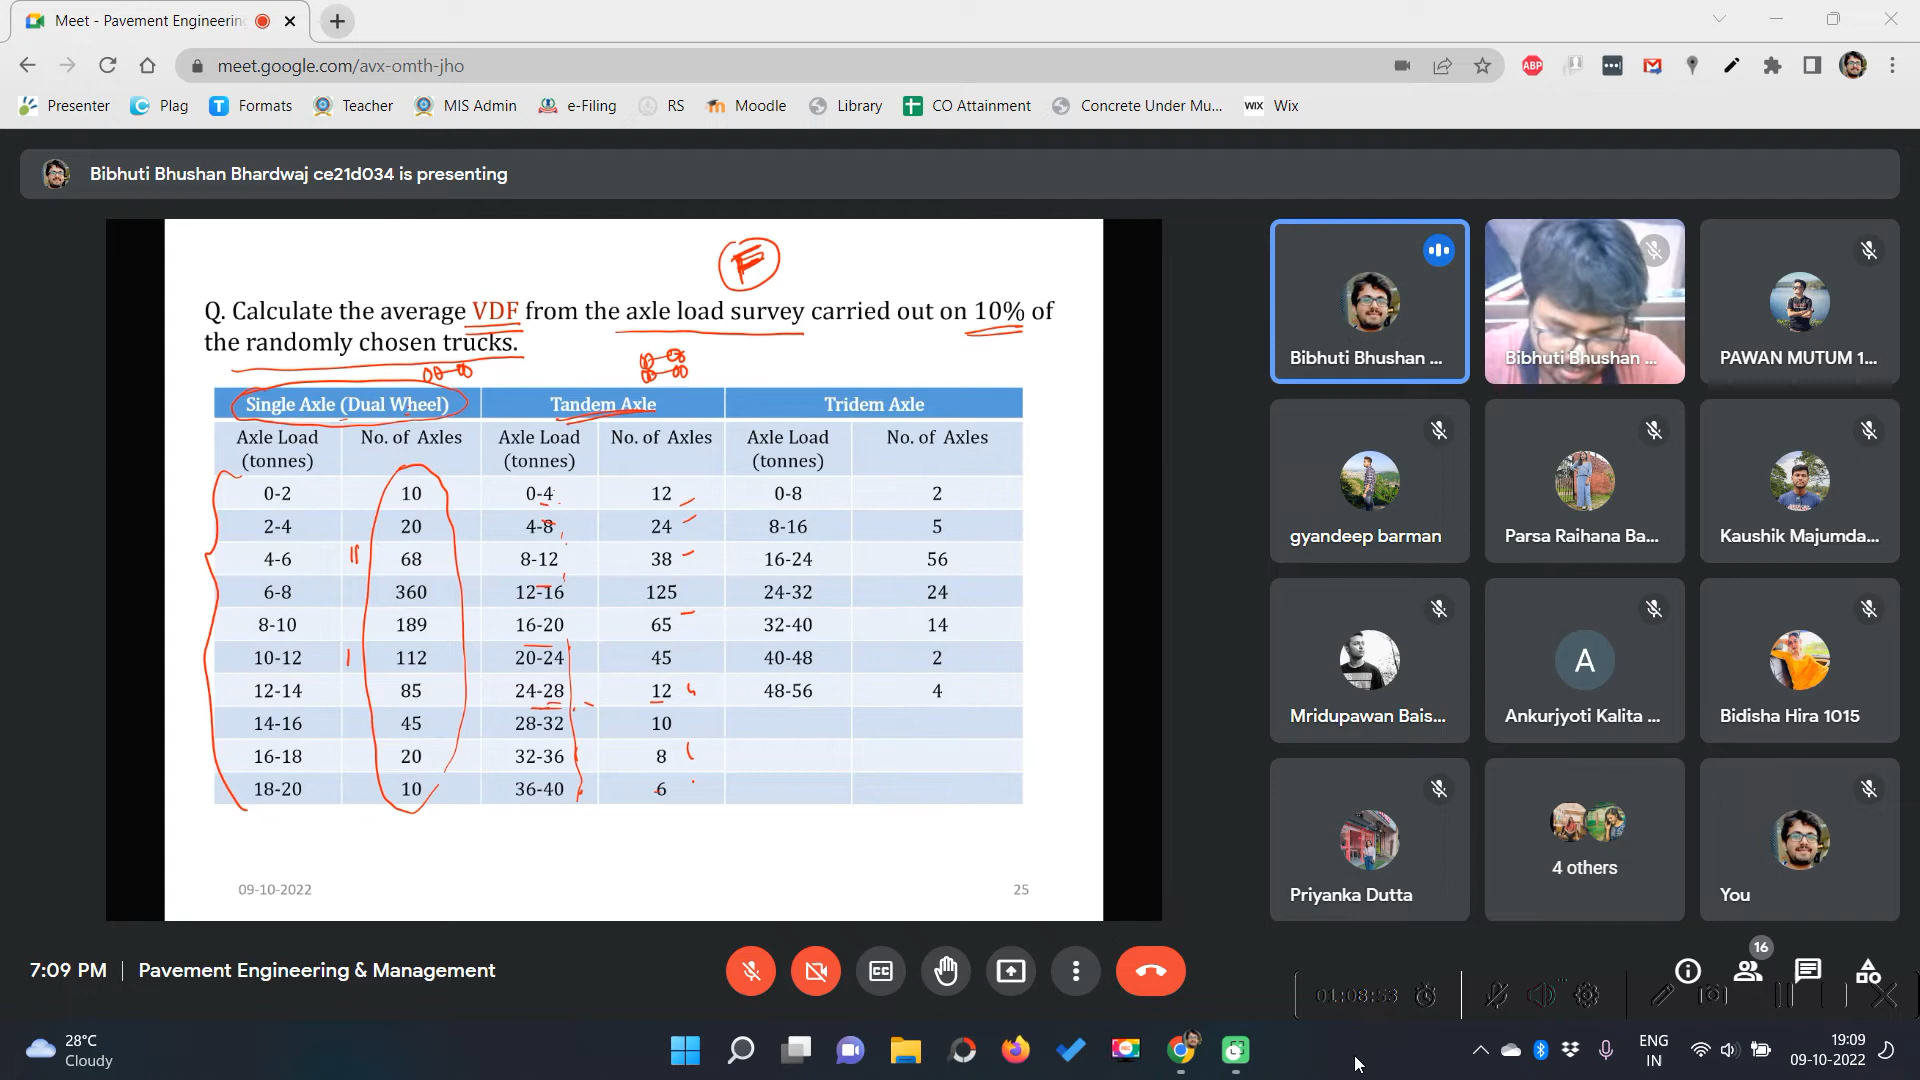 Meet - Pavement Engineering
meet.google.com/avx-omth-jho
ABP
Presenter Plag Formats Teacher MIS Admin e-Filing RS Moodle Library CO Attainment Concrete Under Mu... WIX Wix
Bibhuti Bhushan Bhardwaj ce21d034 is presenting
F
Q. Calculate the average VDF from the axle load survey carried out on 10% of
the randomly chosen trucks.
Single Axle (Dual Wheel) Tandem Axle Tridem Axle
Axle Load (tonnes) No. of Axles Axle Load (tonnes) No. of Axles Axle Load (tonnes) No. of Axles
0-2 10 0-4 12 0-8 2
2-4 20 4-8 24 8-16 5
4-6 68 8-12 38 16-24 56
6-8 360 12-16 125 24-32 24
8-10 189 16-20 65 32-40 14
10-12 112 20-24 45 40-48 2
12-14 85 24-28 12 48-56 4
14-16 45 28-32 10
16-18 20 32-36 8
18-20 10 36-40 6
09-10-2022 25
Bibhuti Bhushan ... Bibhuti Bhushan ... PAWAN MUTUM 1...
gyandeep barman Parsa Raihana Ba... Kaushik Majumda...
A
Mridupawan Bais... Ankurjyoti Kalita ... Bidisha Hira 1015
Priyanka Dutta 4 others You
7:09 PM | Pavement Engineering & Management
CC
16
01:08:53
28°C
Cloudy
ENG
IN
19:09
09-10-2022